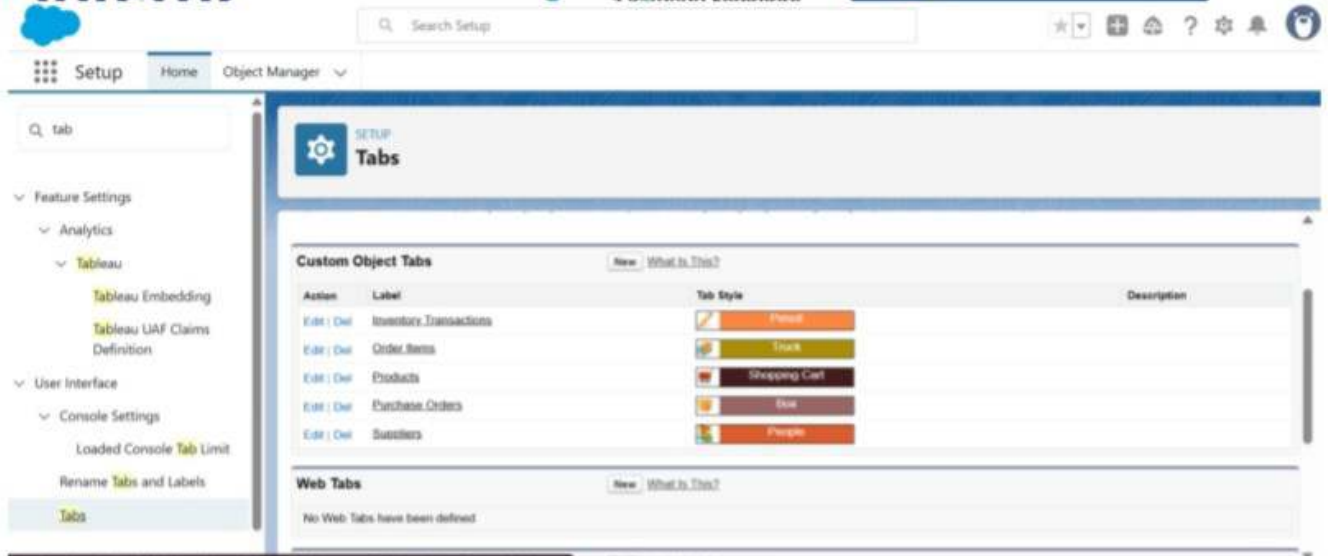 Search Setup
Setup Home Object Manager
tab
SETUP
Tabs
Feature Settings
Analytics
Tableau
Tableau Embedding
Tableau UAF Claims
Definition
User Interface
Console Settings
Loaded Console Tab Limit
Rename Tabs and Labels
Tabs
Custom Object Tabs New What Is This?
Action Label Tab Style Description
Edit | Del Inventory Transactions Pencil
Edit | Del Order Items Truck
Edit | Del Products Shopping Cart
Edit | Del Purchase Orders Box
Edit | Del Suppliers People
Web Tabs New What Is This?
No Web Tabs have been defined